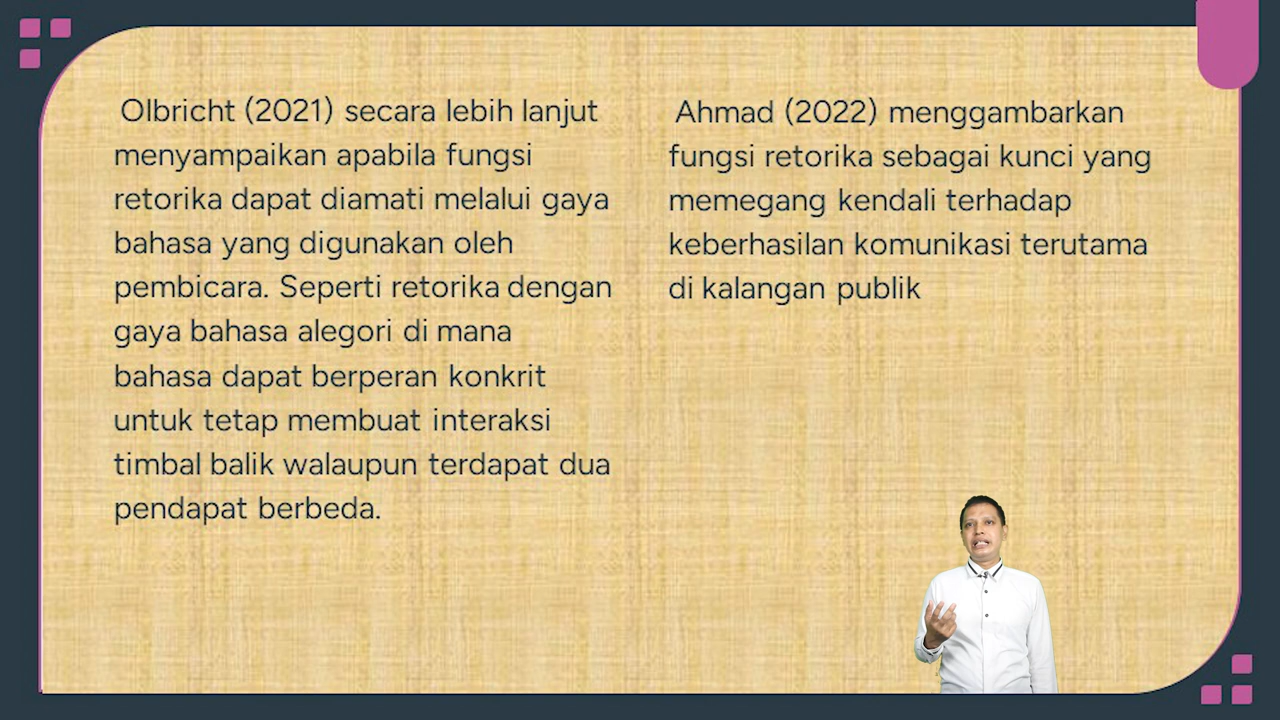 Olbricht (2021) secara lebih lanjut
menyampaikan apabila fungsi
retorika dapat diamati melalui gaya
bahasa yang digunakan oleh
pembicara. Seperti retorika dengan
gaya bahasa alegori di mana
bahasa dapat berperan konkrit
untuk tetap membuat interaksi
timbal balik walaupun terdapat dua
pendapat berbeda.
Ahmad (2022) menggambarkan
fungsi retorika sebagai kunci yang
memegang kendali terhadap
keberhasilan komunikasi terutama
di kalangan publik